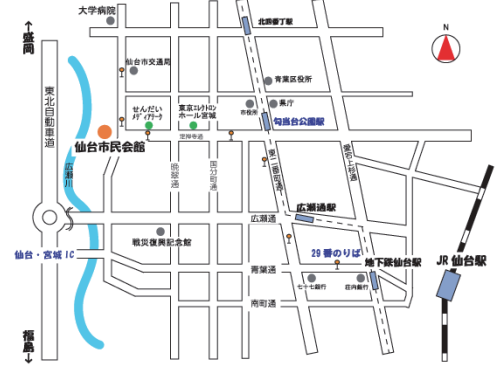 大学病院
北四番丁駅
↑盛岡
N
仙台市交通局
青葉区役所
東北自動車道
せんだい
メディアテーク
東京エレクトロン
ホール宮城
市役所
県庁
勾当台公園駅
仙台市民会館
定禅寺通
広瀬川
晩翠通
国分町通
東二番町通
愛宕上杉通
広瀬通駅
広瀬通
戦災復興記念館
仙台・宮城IC
29番のりば
地下鉄仙台駅
JR 仙台駅
青葉通
七十七銀行
荘内銀行
南町通
福島↓